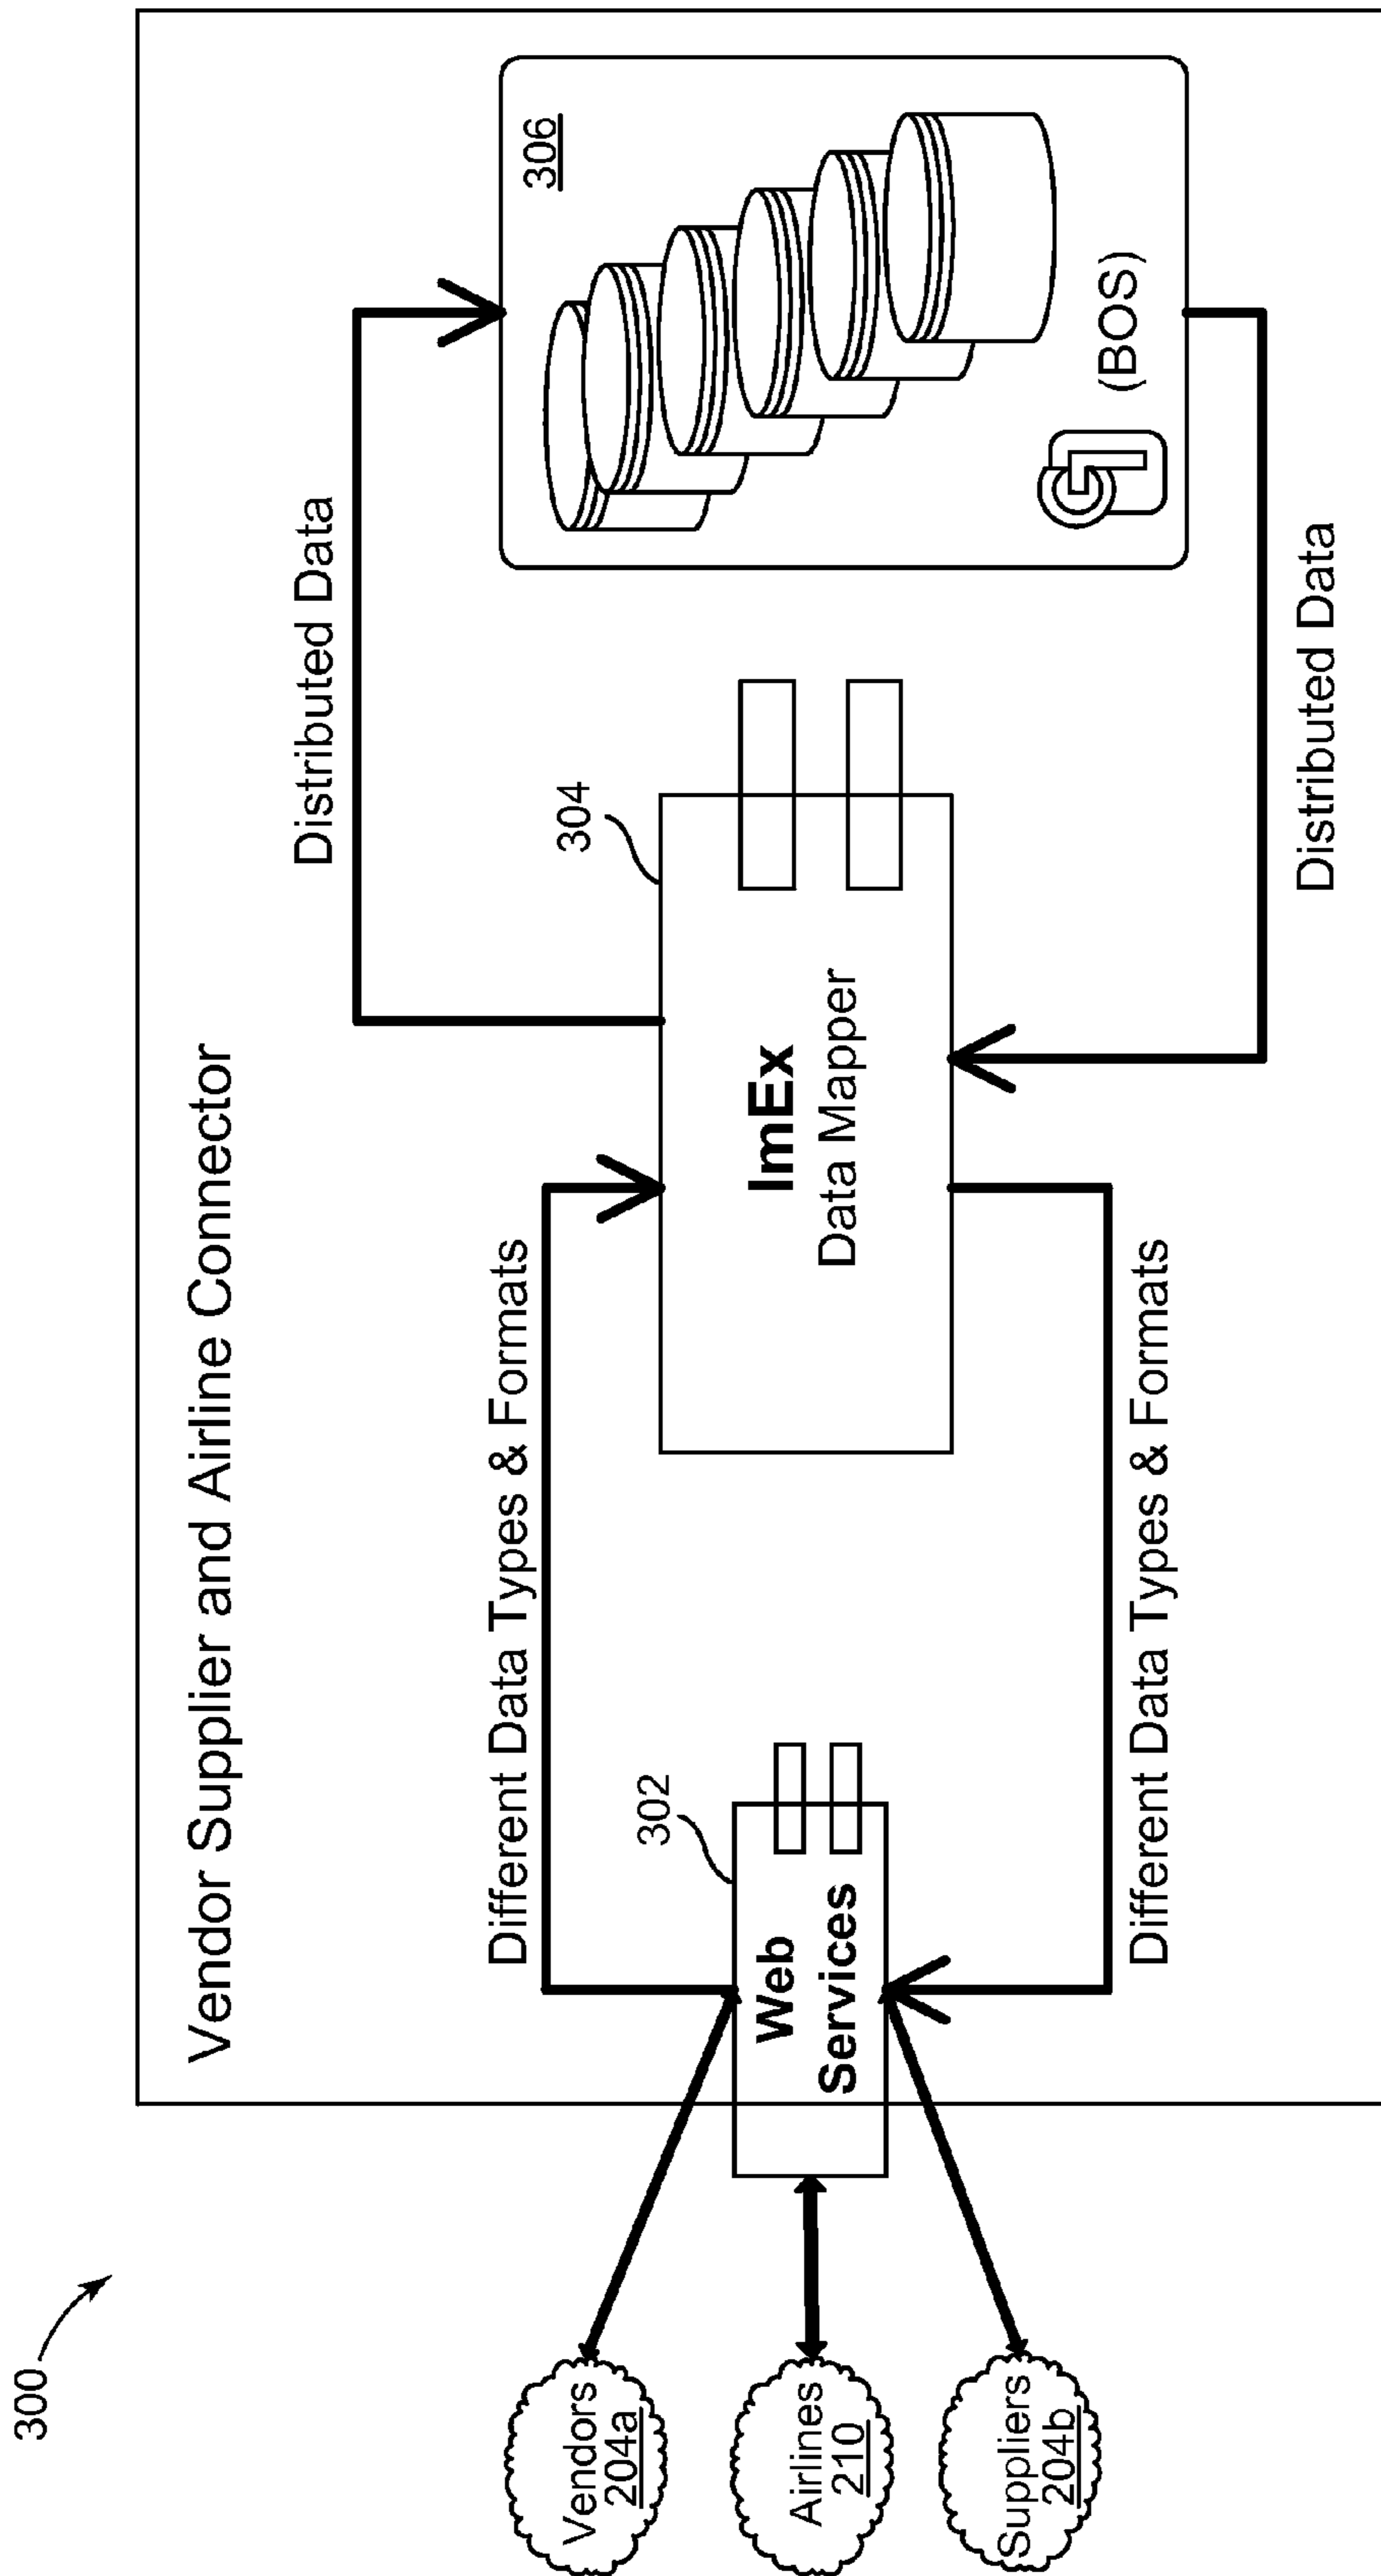 300
Vendor Supplier and Airline Connector
Vendors
204a
Airlines
210
Suppliers
204b
Different Data Types & Formats
302
Web
Services
Different Data Types & Formats
304
ImEx
Data Mapper
Distributed Data
Distributed Data
306
G1
(BOS)